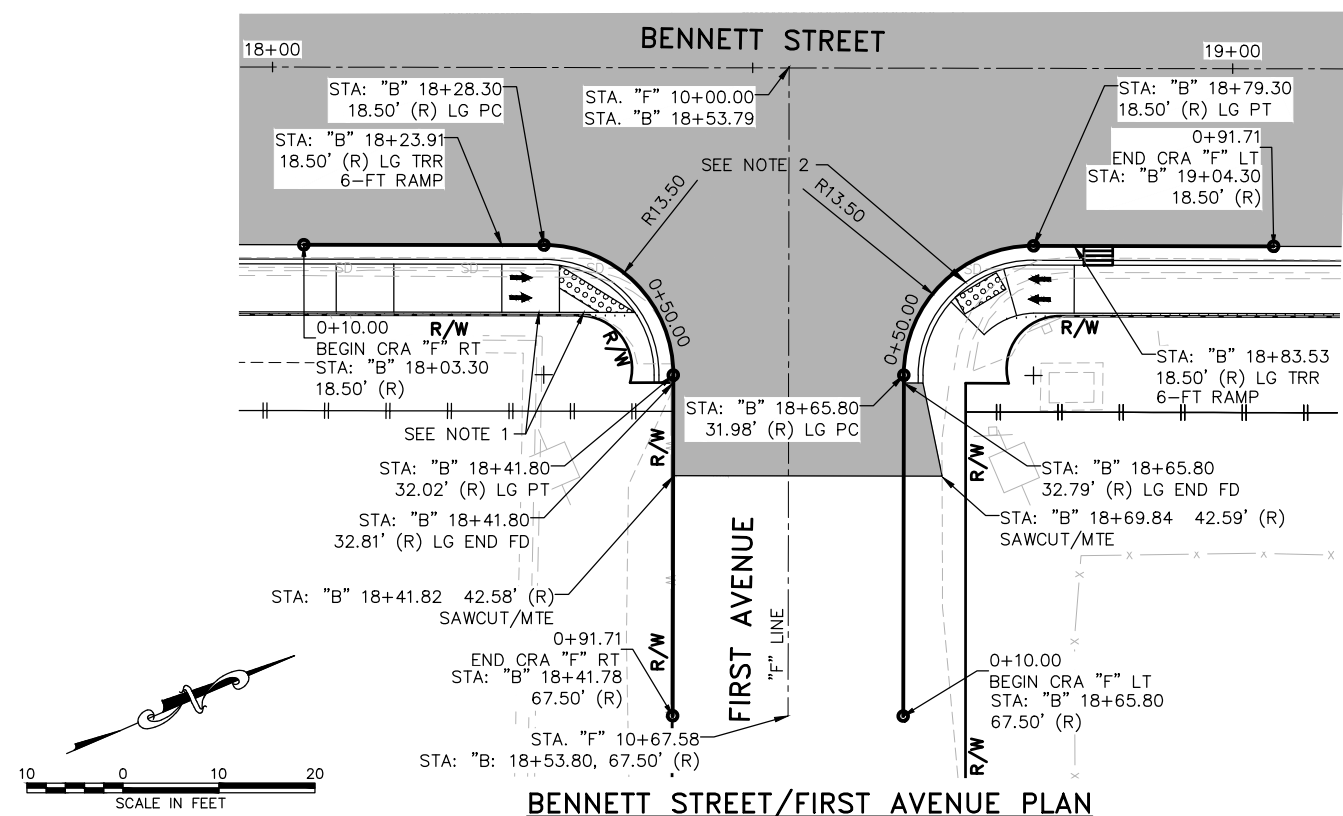 BENNETT STREET
18+00
19+00
STA: "B" 18+28.30
18.50' (R) LG PC
STA. "F" 10+00.00
STA. "B" 18+53.79
STA: "B" 18+79.30
18.50' (R) LG PT
STA: "B" 18+23.91
18.50' (R) LG TRR
6-FT RAMP
0+91.71
END CRA "F" LT
STA: "B" 19+04.30
18.50' (R)
SEE NOTE 2
R13.50
R13.50
SD
SD
SD
SD
0+50.00
0+50.00
0+10.00
BEGIN CRA "F" RT
STA: "B" 18+03.30
18.50' (R)
R/W
R/W
R/W
STA: "B" 18+83.53
18.50' (R) LG TRR
6-FT RAMP
STA: "B" 18+65.80
31.98' (R) LG PC
SEE NOTE 1
STA: "B" 18+41.80
32.02' (R) LG PT
STA: "B" 18+41.80
32.81' (R) LG END FD
R/W
R/W
STA: "B" 18+65.80
32.79' (R) LG END FD
STA: "B" 18+69.84 42.59' (R)
SAWCUT/MTE
STA: "B" 18+41.82 42.58' (R)
SAWCUT/MTE
FIRST AVENUE
"F" LINE
0+91.71
END CRA "F" RT
STA: "B" 18+41.78
67.50' (R)
R/W
0+10.00
BEGIN CRA "F" LT
STA: "B" 18+65.80
67.50' (R)
R/W
STA. "F" 10+67.58
STA: "B: 18+53.80, 67.50' (R)
N
10 0 10 20
SCALE IN FEET
BENNETT STREET/FIRST AVENUE PLAN